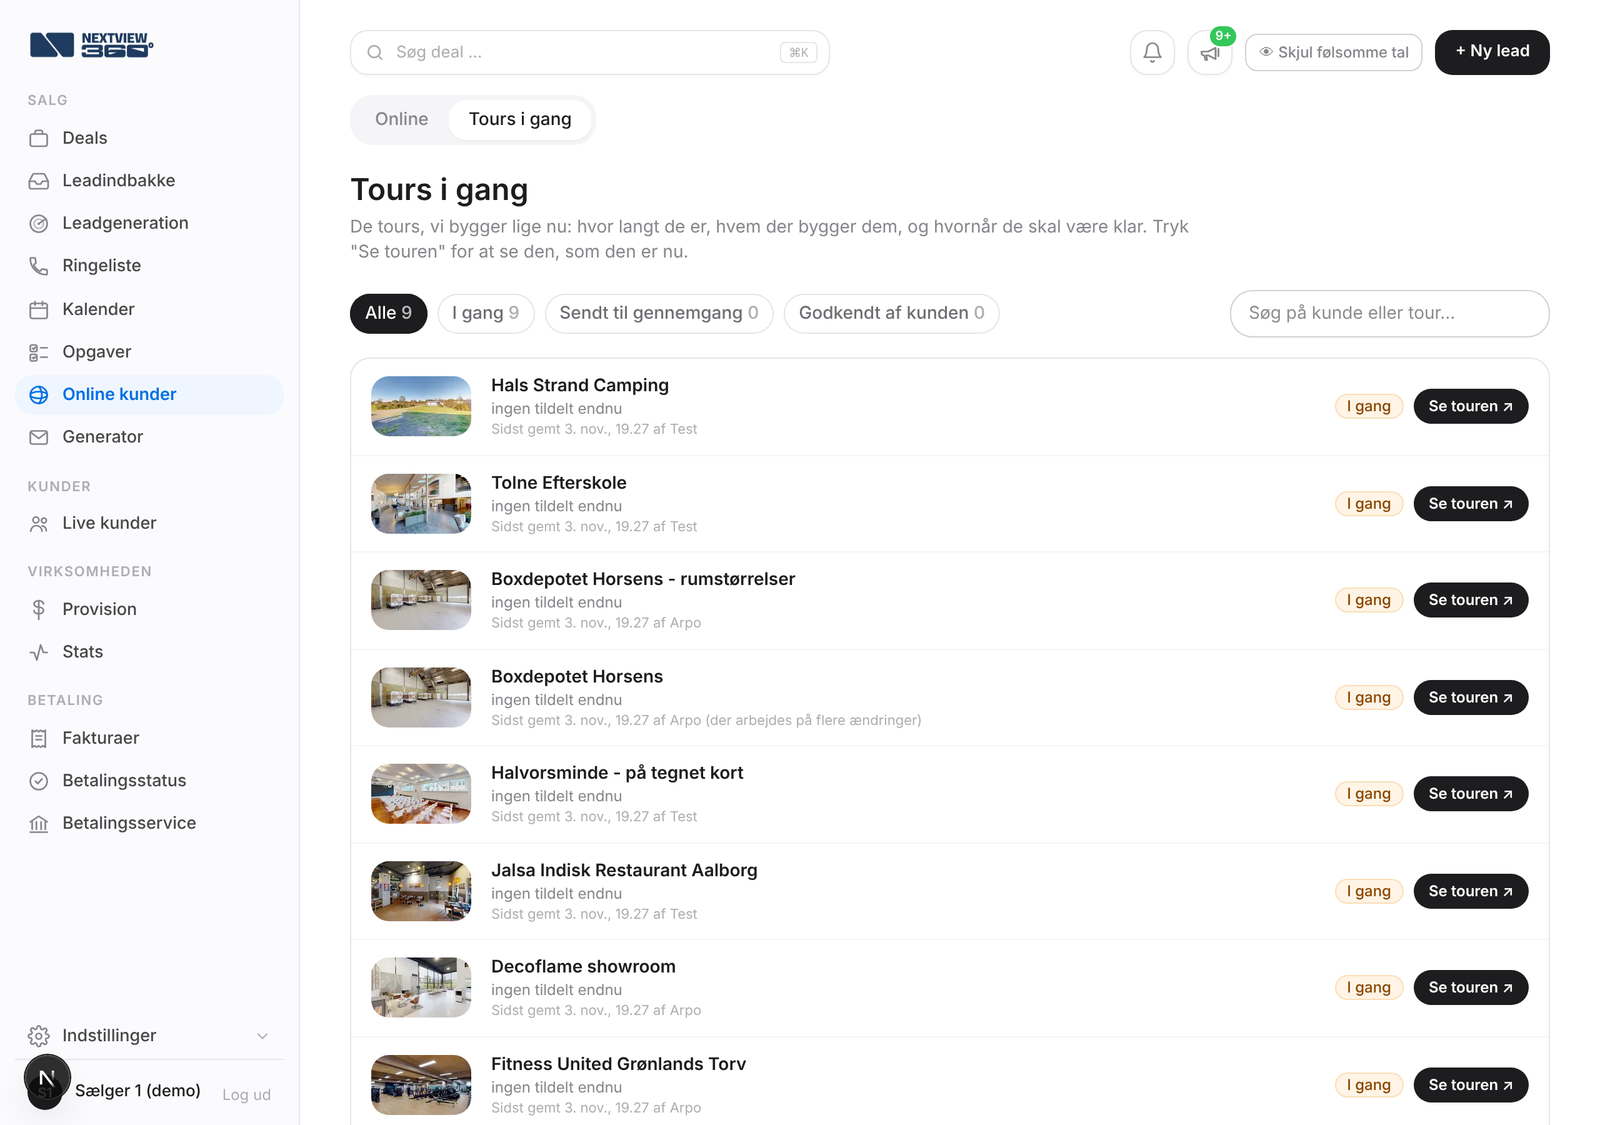 NEXTVIEW
360°
SALG
Deals
Leadindbakke
Leadgeneration
Ringeliste
Kalender
Opgaver
Online kunder
Generator
KUNDER
Live kunder
VIRKSOMHEDEN
Provision
Stats
BETALING
Fakturaer
Betalingsstatus
Betalingsservice
Indstillinger
N
Sælger 1 (demo)
Log ud
Søg deal ...
⌘K
9+
Skjul følsomme tal
+ Ny lead
Online
Tours i gang
Tours i gang
De tours, vi bygger lige nu: hvor langt de er, hvem der bygger dem, og hvornår de skal være klar. Tryk
"Se touren" for at se den, som den er nu.
Alle 9
I gang 9
Sendt til gennemgang 0
Godkendt af kunden 0
Søg på kunde eller tour...
Hals Strand Camping
ingen tildelt endnu
Sidst gemt 3. nov., 19.27 af Test
I gang
Se touren ↗
Tolne Efterskole
ingen tildelt endnu
Sidst gemt 3. nov., 19.27 af Test
I gang
Se touren ↗
Boxdepotet Horsens - rumstørrelser
ingen tildelt endnu
Sidst gemt 3. nov., 19.27 af Arpo
I gang
Se touren ↗
Boxdepotet Horsens
ingen tildelt endnu
Sidst gemt 3. nov., 19.27 af Arpo (der arbejdes på flere ændringer)
I gang
Se touren ↗
Halvorsminde - på tegnet kort
ingen tildelt endnu
Sidst gemt 3. nov., 19.27 af Test
I gang
Se touren ↗
Jalsa Indisk Restaurant Aalborg
ingen tildelt endnu
Sidst gemt 3. nov., 19.27 af Test
I gang
Se touren ↗
Decoflame showroom
ingen tildelt endnu
Sidst gemt 3. nov., 19.27 af Arpo
I gang
Se touren ↗
Fitness United Grønlands Torv
ingen tildelt endnu
Sidst gemt 3. nov., 19.27 af Arpo
I gang
Se touren ↗